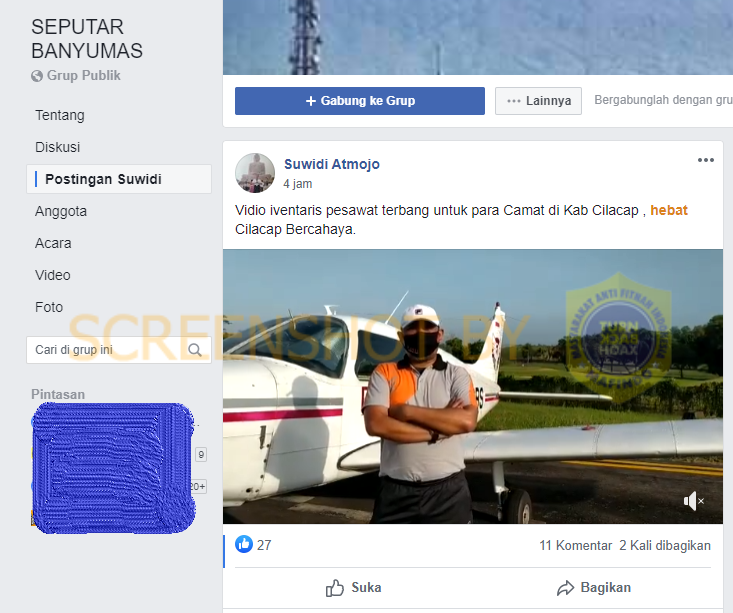 SEPUTAR
BANYUMAS
Grup Publik
Tentang
Diskusi
Postingan Suwidi
Anggota
Acara
Video
Foto
Cari di grup ini
Pintasan
9
20+
+ Gabung ke Grup
••• Lainnya
Bergabunglah dengan gru
Suwidi Atmojo
4 jam
Vidio iventaris pesawat terbang untuk para Camat di Kab Cilacap , hebat
Cilacap Bercahaya.
SCREENSHOT BY
MASYARAKAT ANTI FITNAH INDONESIA
TURN
BACK
HOAX
27
11 Komentar 2 Kali dibagikan
Suka
Bagikan